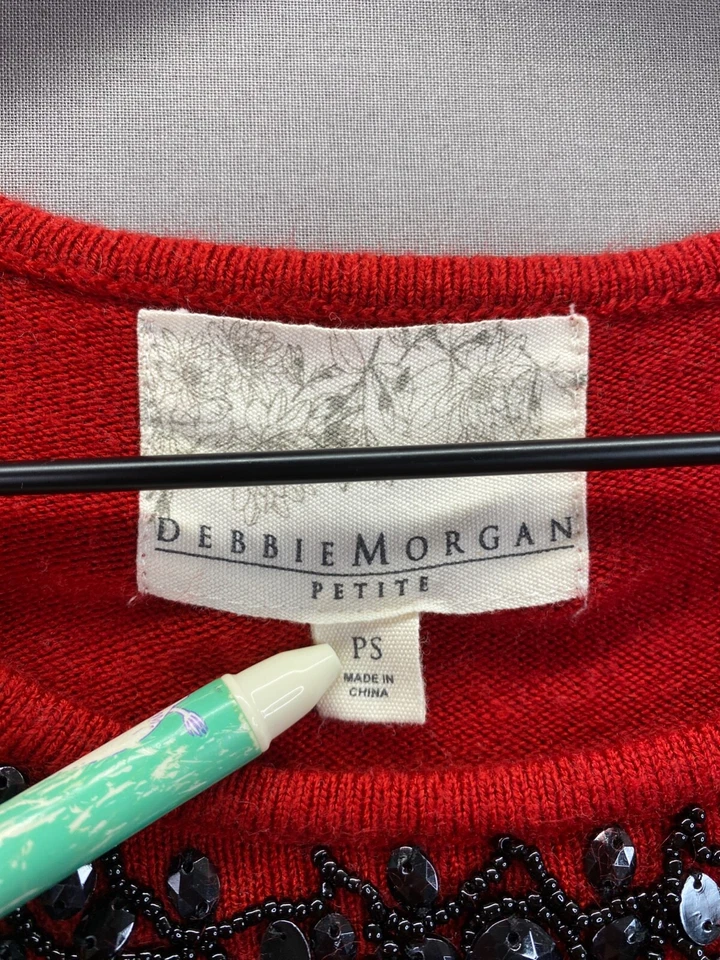 DEBBIEMORGAN
PETITE
PS
MADE IN
CHINA